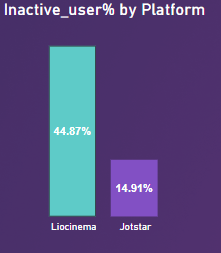 Inactive_user% by Platform
44.87%
14.91%
Liocinema Jotstar